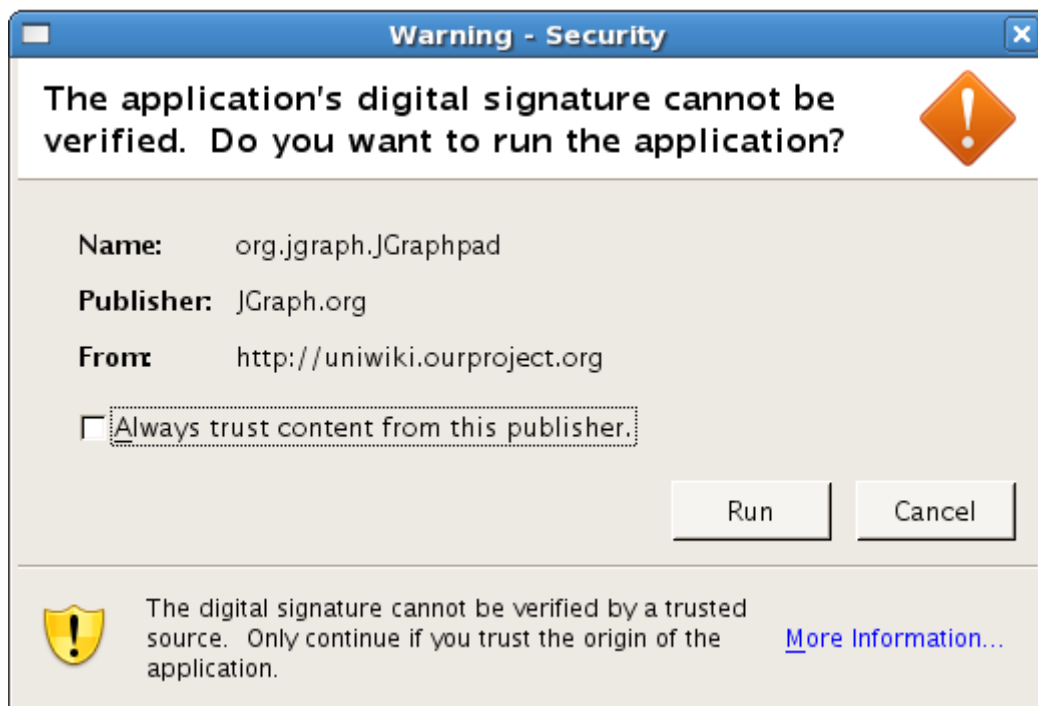 Warning - Security
The application's digital signature cannot be
verified.  Do you want to run the application?
Name: org.jgraph.JGraphpad
Publisher: JGraph.org
From: http://uniwiki.ourproject.org
Always trust content from this publisher.
Run Cancel
The digital signature cannot be verified by a trusted
source.  Only continue if you trust the origin of the
application.
More Information...